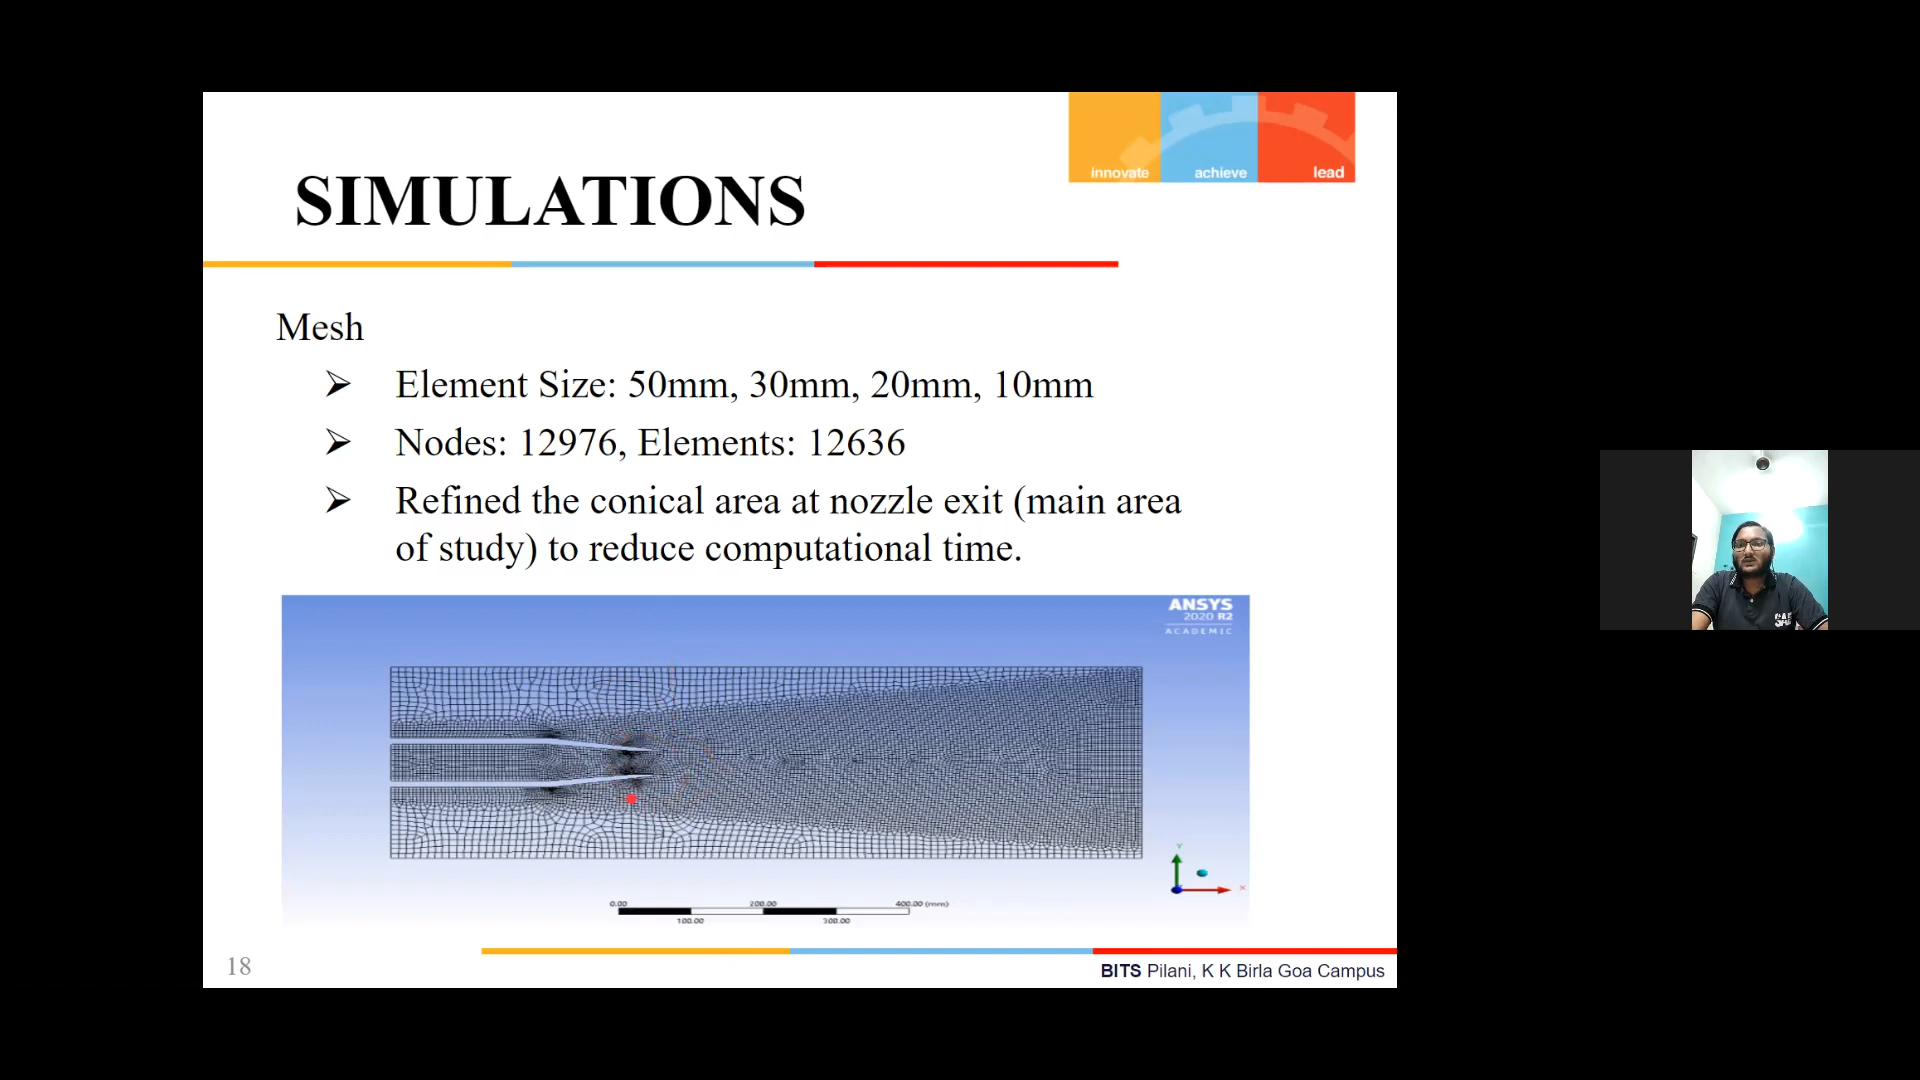 innovate achieve lead
SIMULATIONS
Mesh
➢ Element Size: 50mm, 30mm, 20mm, 10mm
➢ Nodes: 12976, Elements: 12636
➢ Refined the conical area at nozzle exit (main area
of study) to reduce computational time.
ANSYS
2020 R2
ACADEMIC
Y
X
0.00 200.00 400.00 (mm)
100.00 300.00
18
BITS Pilani, K K Birla Goa Campus